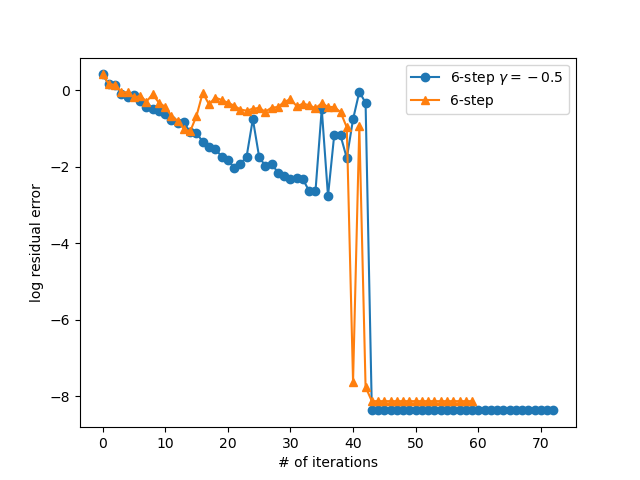 6-step γ = −0.5
6-step
0
−2
−4
−6
−8
log residual error
0 10 20 30 40 50 60 70
# of iterations